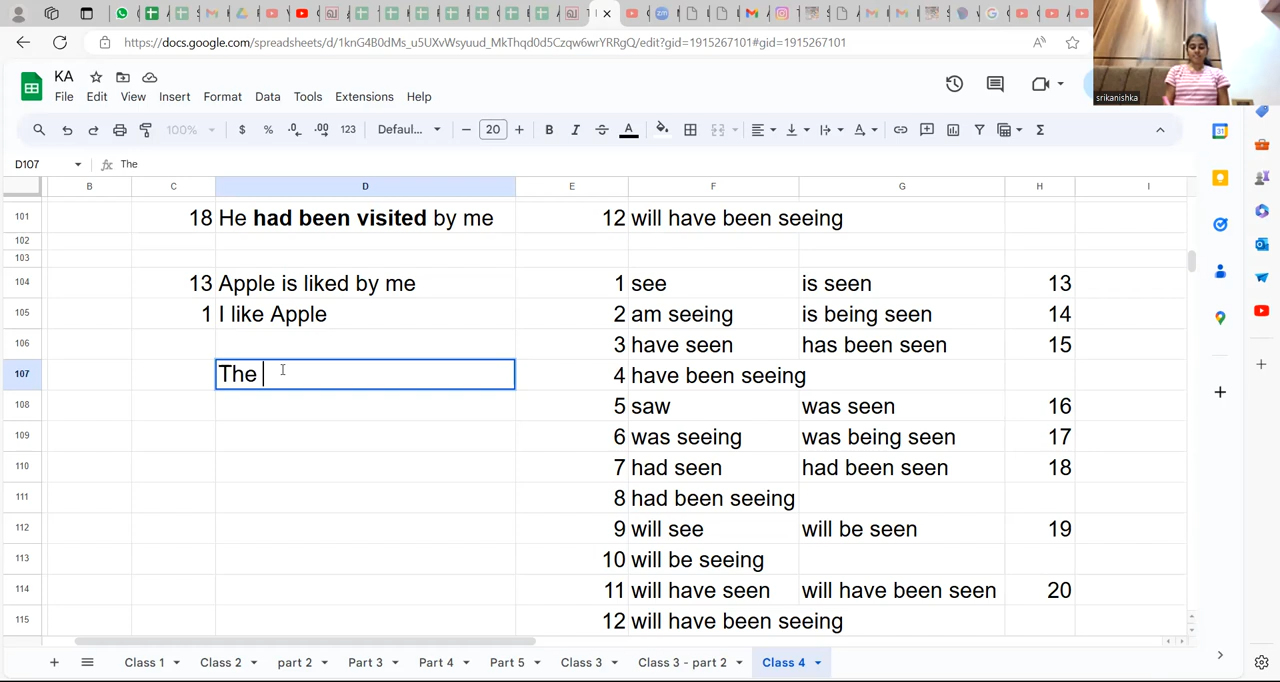 https://docs.google.com/spreadsheets/d/1knG4B0dMs_u5UXvWsyuud_MkThqd0d5Czqw6wrYRRgQ/edit?gid=1915267101#gid=1915267101
srikanishka
KA
File Edit View Insert Format Data Tools Extensions Help
100% $ % .0 .00 123 Defaul... 20 B I A
D107 fx The
B C D E F G H I
101 18 He had been visited by me 12 will have been seeing
102
103
104 13 Apple is liked by me 1 see is seen 13
105 1 I like Apple 2 am seeing is being seen 14
106 3 have seen has been seen 15
107 The 4 have been seeing
108 5 saw was seen 16
109 6 was seeing was being seen 17
110 7 had seen had been seen 18
111 8 had been seeing
112 9 will see will be seen 19
113 10 will be seeing
114 11 will have seen will have been seen 20
115 12 will have been seeing
Class 1 Class 2 part 2 Part 3 Part 4 Part 5 Class 3 Class 3 - part 2 Class 4